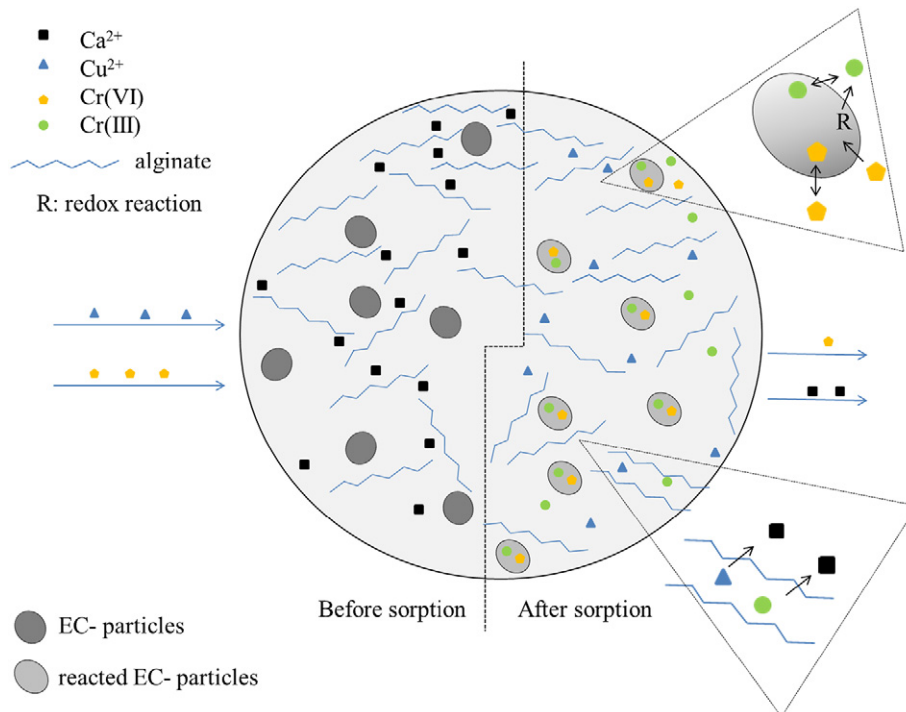 Ca²⁺
Cu²⁺
Cr(VI)
Cr(III)
alginate
R: redox reaction
R
Before sorption
After sorption
EC- particles
reacted EC- particles